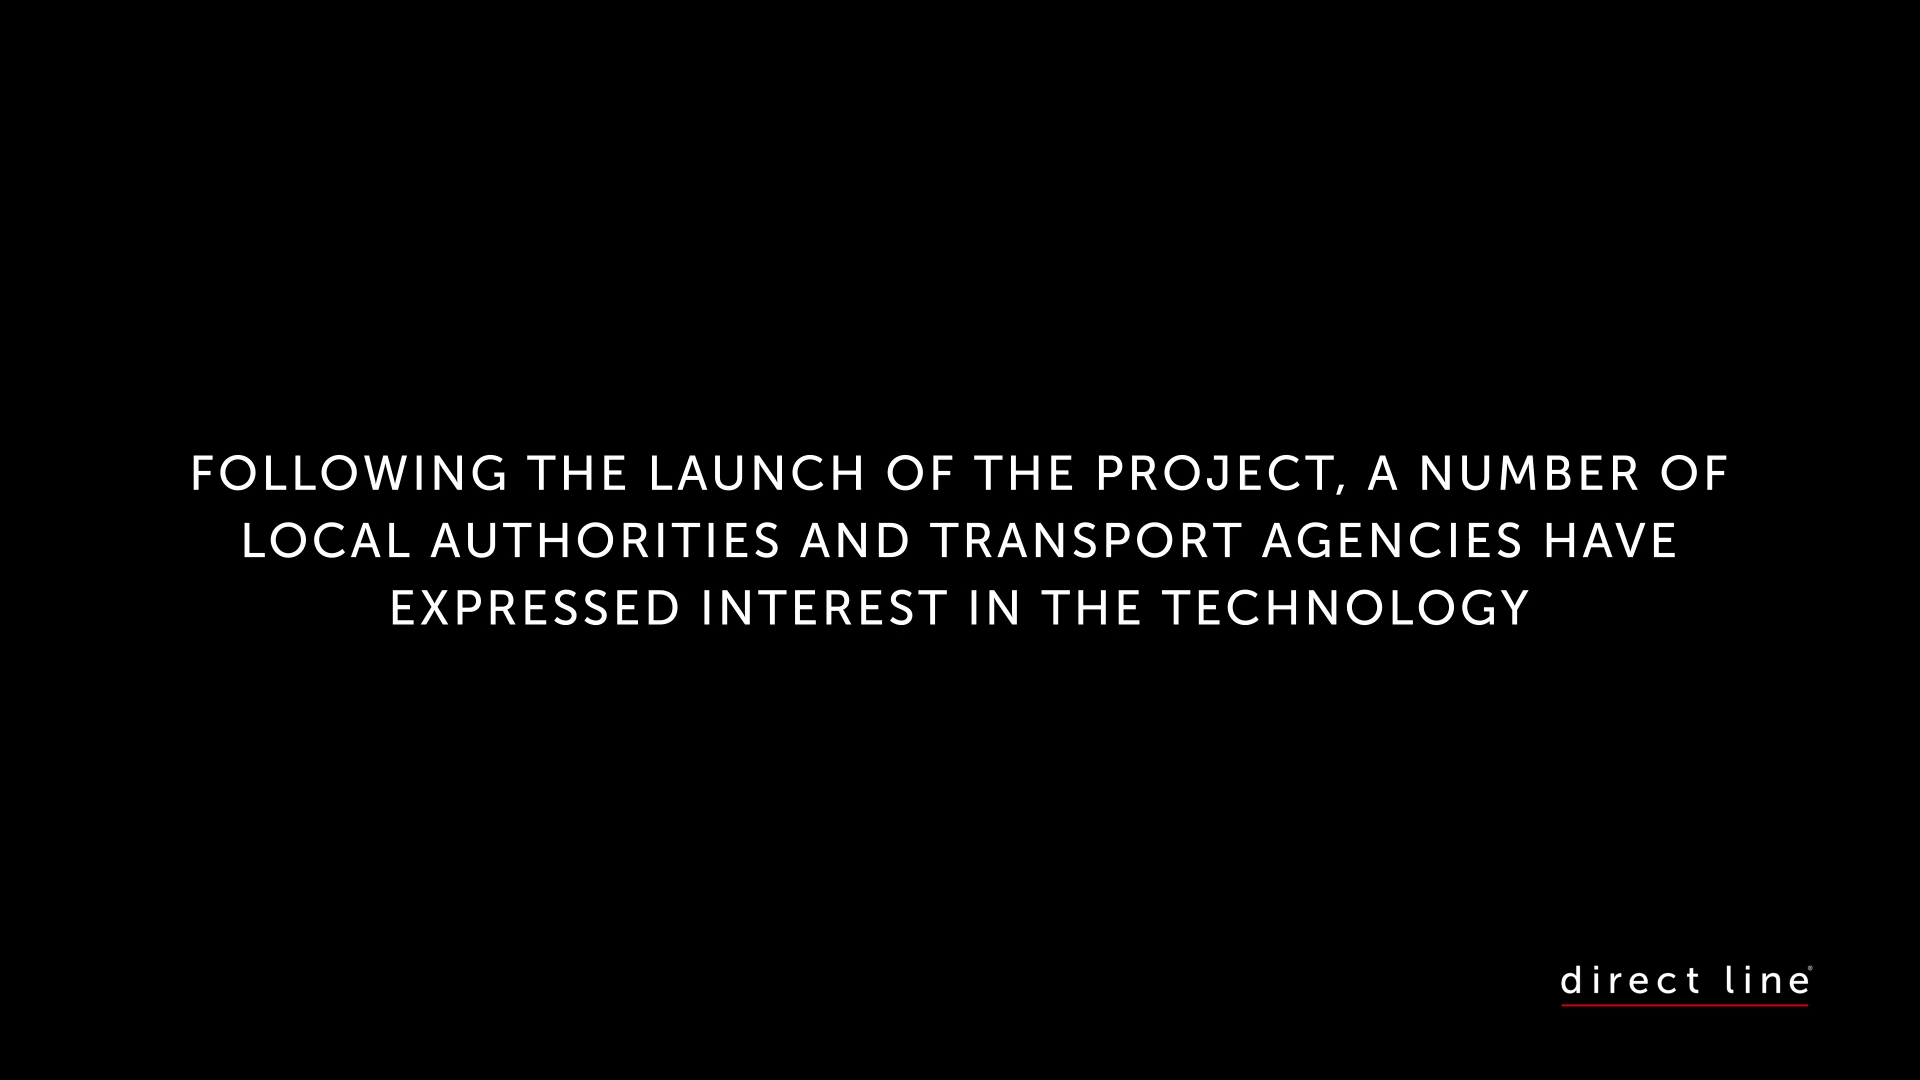 FOLLOWING THE LAUNCH OF THE PROJECT, A NUMBER OF
LOCAL AUTHORITIES AND TRANSPORT AGENCIES HAVE
EXPRESSED INTEREST IN THE TECHNOLOGY
direct line®